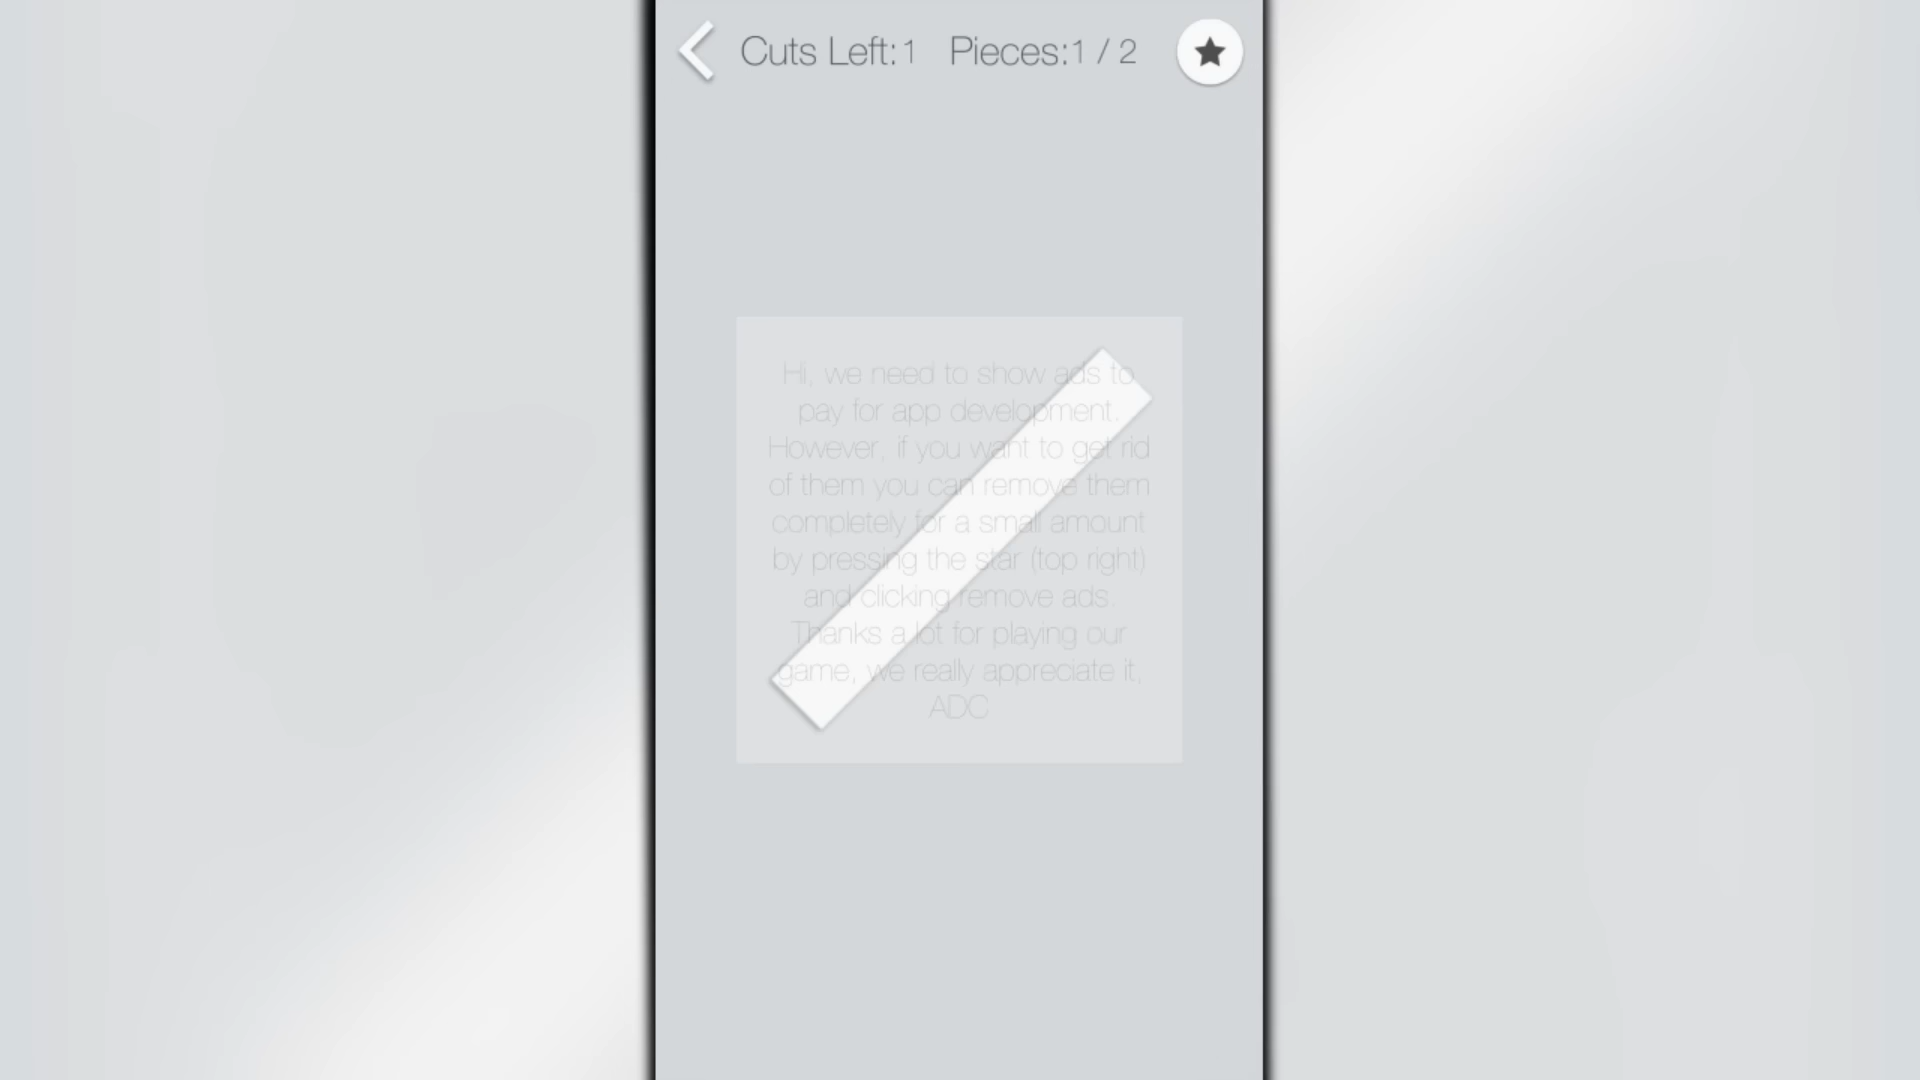 Cuts Left:1 Pieces:1 / 2
Hi, we need to show ads to
pay for app development.
However, if you want to get rid
of them you can remove them
completely for a small amount
by pressing the star (top right)
and clicking remove ads.
Thanks a lot for playing our
game, we really appreciate it,
ADC